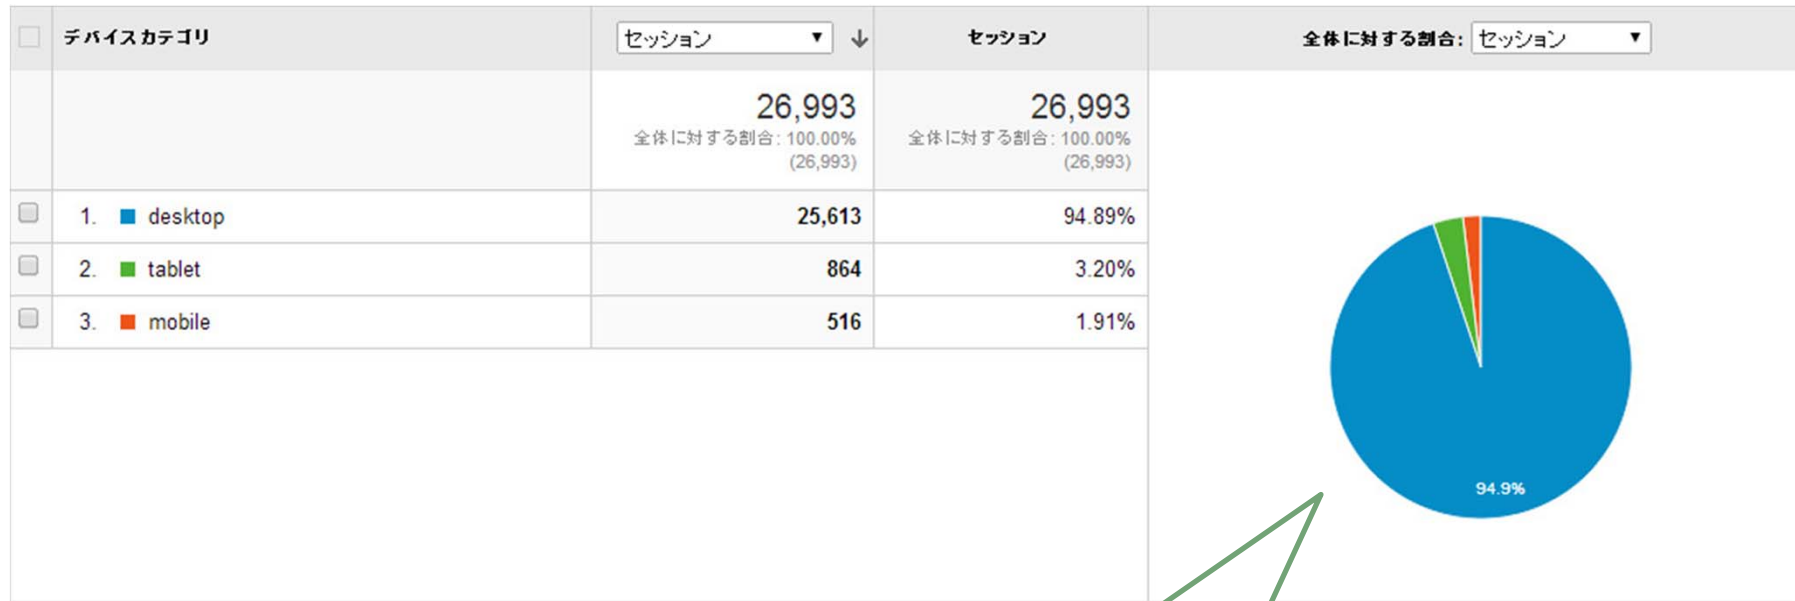 デバイスカテゴリ セッション セッション 全体に対する割合: セッション
26,993 26,993
全体に対する割合: 100.00% 全体に対する割合: 100.00%
(26,993) (26,993)
1. desktop 25,613 94.89%
2. tablet 864 3.20%
3. mobile 516 1.91%
94.9%